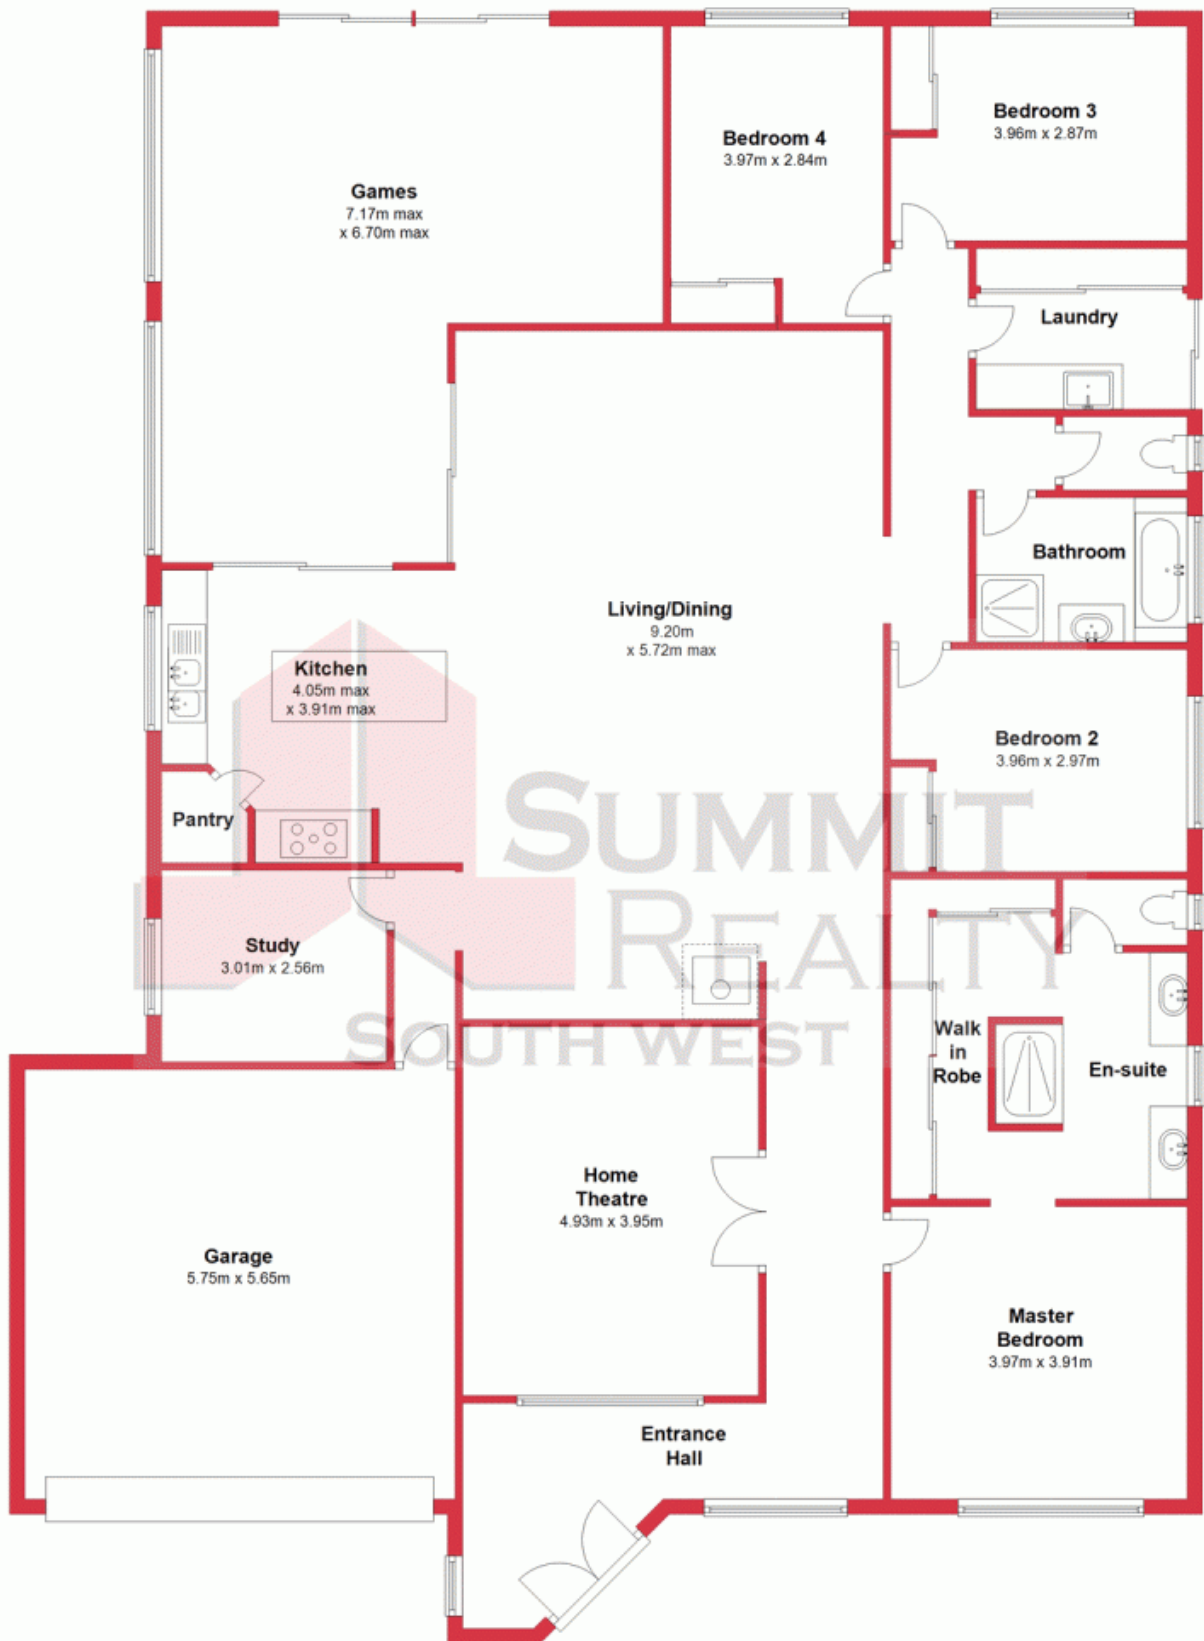 Games
7.17m max
x 6.70m max
Bedroom 4
3.97m x 2.84m
Bedroom 3
3.96m x 2.87m
Laundry
Bathroom
Living/Dining
9.20m
x 5.72m max
Kitchen
4.05m max
x 3.91m max
Bedroom 2
3.96m x 2.97m
Pantry
SUMMIT
REALTY
SOUTH WEST
Study
3.01m x 2.56m
Walk
in
Robe
En-suite
Home
Theatre
4.93m x 3.95m
Garage
5.75m x 5.65m
Master
Bedroom
3.97m x 3.91m
Entrance
Hall